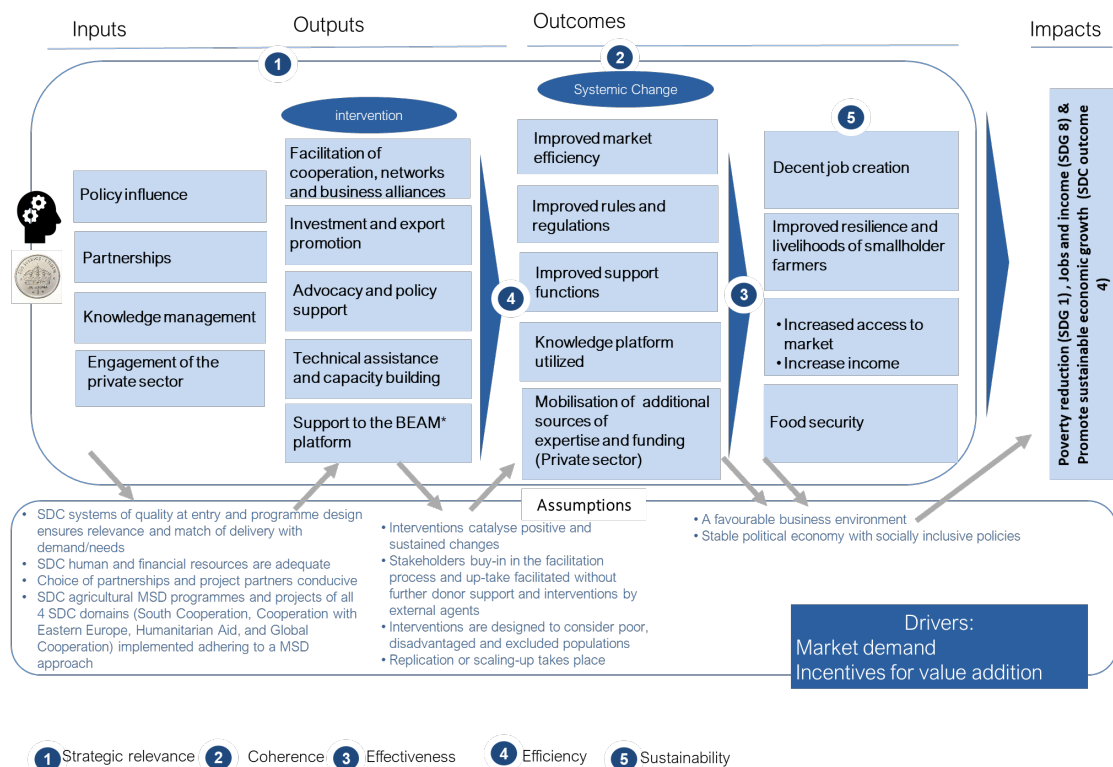 Inputs
Outputs
Outcomes
Impacts
1
2
intervention
Systemic Change
5
Policy influence
Partnerships
Knowledge management
Engagement of the
private sector
Facilitation of
cooperation, networks
and business alliances
Investment and export
promotion
Advocacy and policy
support
Technical assistance
and capacity building
Support to the BEAM*
platform
4
Improved market
efficiency
Improved rules and
regulations
Improved support
functions
Knowledge platform
utilized
Mobilisation of additional
sources of
expertise and funding
(Private sector)
3
Decent job creation
Improved resilience and
livelihoods of smallholder
farmers
• Increased access to
market
• Increase income
Food security
Poverty reduction (SDG 1) , Jobs and income (SDG 8) &
Promote sustainable economic growth (SDC outcome
4)
Assumptions
• SDC systems of quality at entry and programme design
ensures relevance and match of delivery with
demand/needs
• SDC human and financial resources are adequate
• Choice of partnerships and project partners conducive
• SDC agricultural MSD programmes and projects of all
4 SDC domains (South Cooperation, Cooperation with
Eastern Europe, Humanitarian Aid, and Global
Cooperation) implemented adhering to a MSD
approach
• Interventions catalyse positive and
sustained changes
• Stakeholders buy-in in the facilitation
process and up-take facilitated without
further donor support and interventions by
external agents
• Interventions are designed to consider poor,
disadvantaged and excluded populations
• Replication or scaling-up takes place
• A favourable business environment
• Stable political economy with socially inclusive policies
Drivers:
Market demand
Incentives for value addition
1 Strategic relevance 2 Coherence 3 Effectiveness 4 Efficiency 5 Sustainability